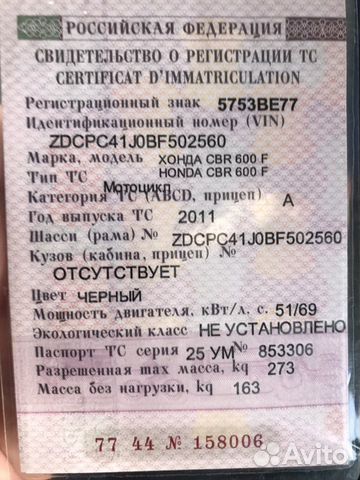 РОССИЙСКАЯ ФЕДЕРАЦИЯ
СВИДЕТЕЛЬСТВО О РЕГИСТРАЦИИ ТС
CERTIFICAT D'IMMATRICULATION
Регистрационный знак 5753ВЕ77
Идентификационный номер (VIN)
ZDCPC41J0BF502560
Марка, модель ХОНДА CBR 600 F
HONDA CBR 600 F
Тип ТС Мотоцикл
Категория ТС (ABCD, прицеп) A
Год выпуска ТС 2011
Шасси (рама) № ZDCPC41J0BF502560
Кузов (кабина, прицеп) №
ОТСУТСТВУЕТ
Цвет ЧЕРНЫЙ
Мощность двигателя, кВт/л. с. 51/69
Экологический класс НЕ УСТАНОВЛЕНО
Паспорт ТС серия 25 УМ № 853306
Разрешенная max масса, kg 273
Масса без нагрузки, kg 163
77 44 № 158006
Avito